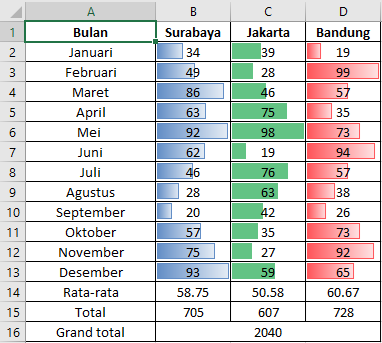 A B C D
1 Bulan Surabaya Jakarta Bandung
2 Januari 34 39 19
3 Februari 49 28 99
4 Maret 86 46 57
5 April 63 75 35
6 Mei 92 98 73
7 Juni 62 19 94
8 Juli 46 76 57
9 Agustus 28 63 38
10 September 20 42 26
11 Oktober 57 35 73
12 November 75 27 92
13 Desember 93 59 65
14 Rata-rata 58.75 50.58 60.67
15 Total 705 607 728
16 Grand total 2040